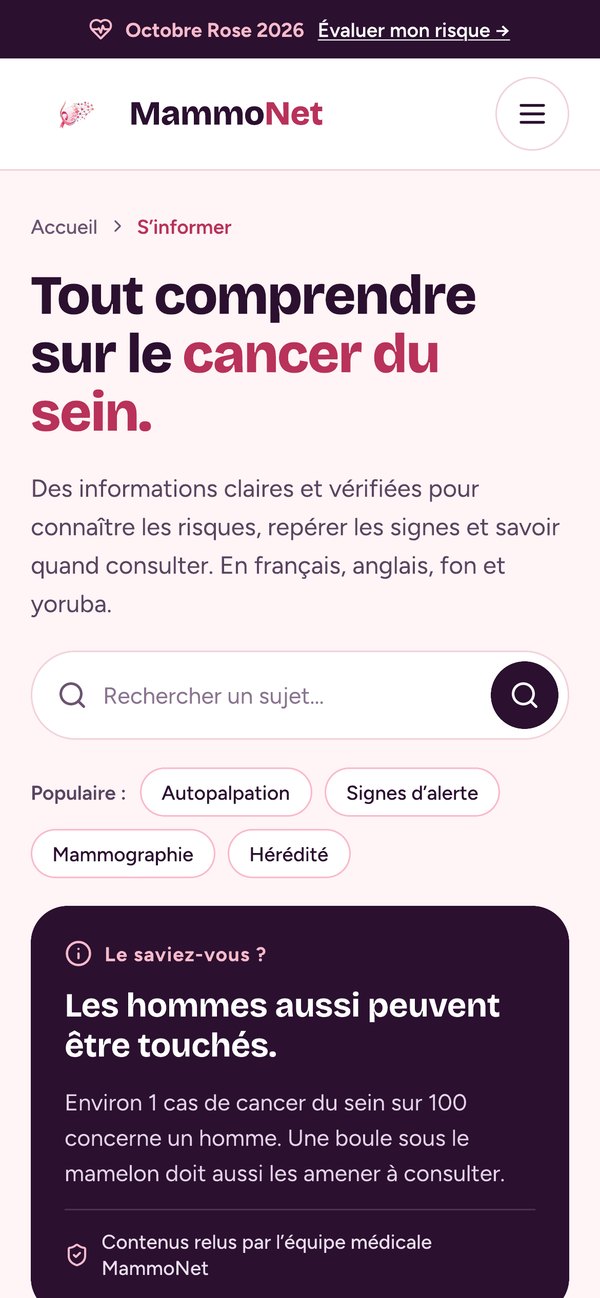 Octobre Rose 2026 Évaluer mon risque →
MammoNet
Accueil > S’informer
Tout comprendre
sur le cancer du
sein.
Des informations claires et vérifiées pour
connaître les risques, repérer les signes et savoir
quand consulter. En français, anglais, fon et
yoruba.
Rechercher un sujet...
Populaire : Autopalpation Signes d’alerte
Mammographie Hérédité
Le saviez-vous ?
Les hommes aussi peuvent
être touchés.
Environ 1 cas de cancer du sein sur 100
concerne un homme. Une boule sous le
mamelon doit aussi les amener à consulter.
Contenus relus par l’équipe médicale
MammoNet